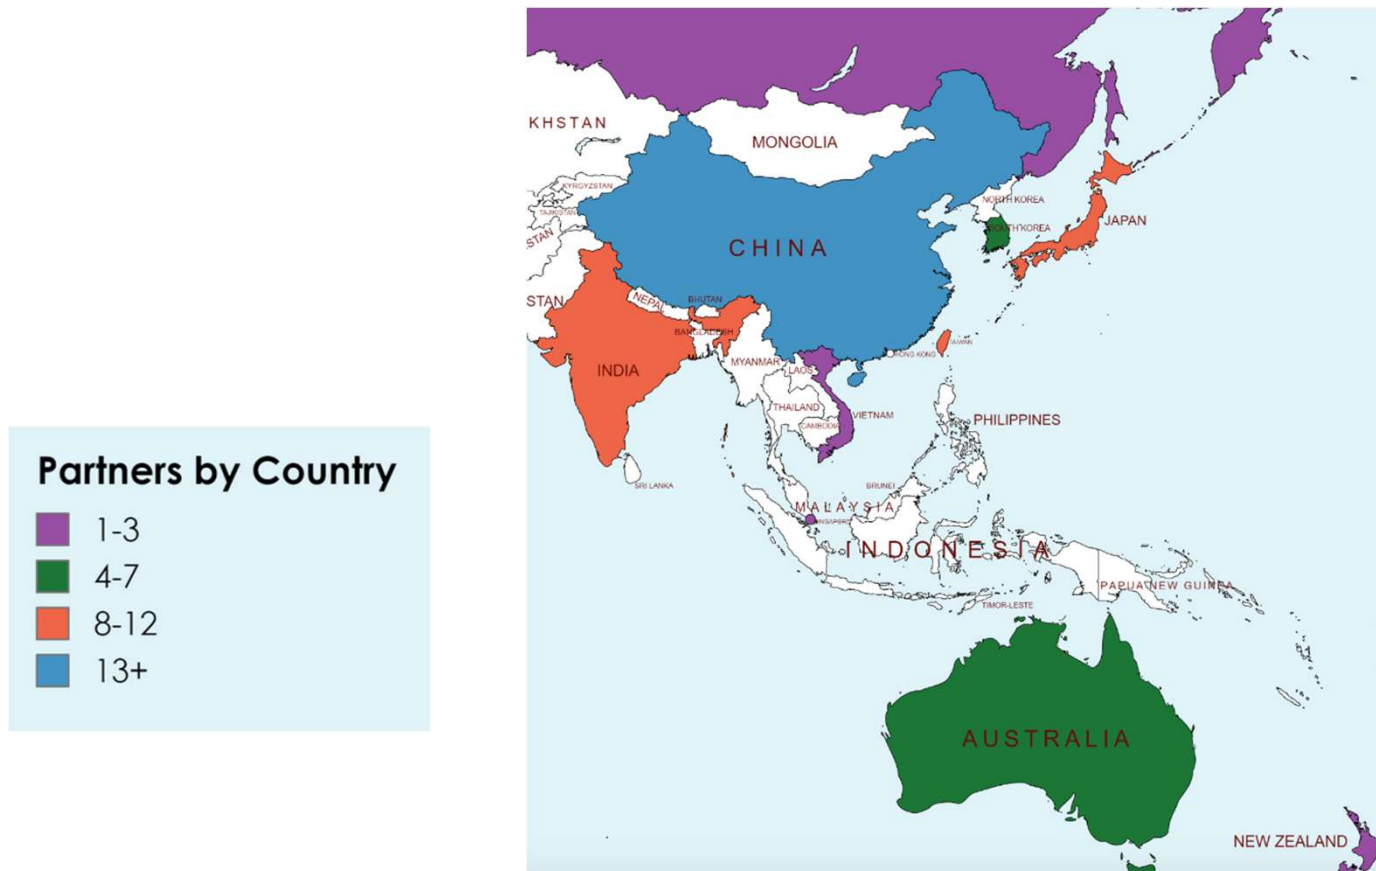 Partners by Country
1-3
4-7
8-12
13+
KHSTAN
MONGOLIA
KYRGYZSTAN
TAJIKISTAN
STAN
NORTH KOREA
SOUTH KOREA
JAPAN
CHINA
STAN
NEPAL
BHUTAN
BANGLADESH
INDIA
MYANMAR
LAOS
HONG KONG
TAIWAN
THAILAND
CAMBODIA
VIETNAM
PHILIPPINES
SRI LANKA
BRUNEI
MALAYSIA
SINGAPORE
INDONESIA
PAPUA NEW GUINEA
TIMOR-LESTE
AUSTRALIA
NEW ZEALAND